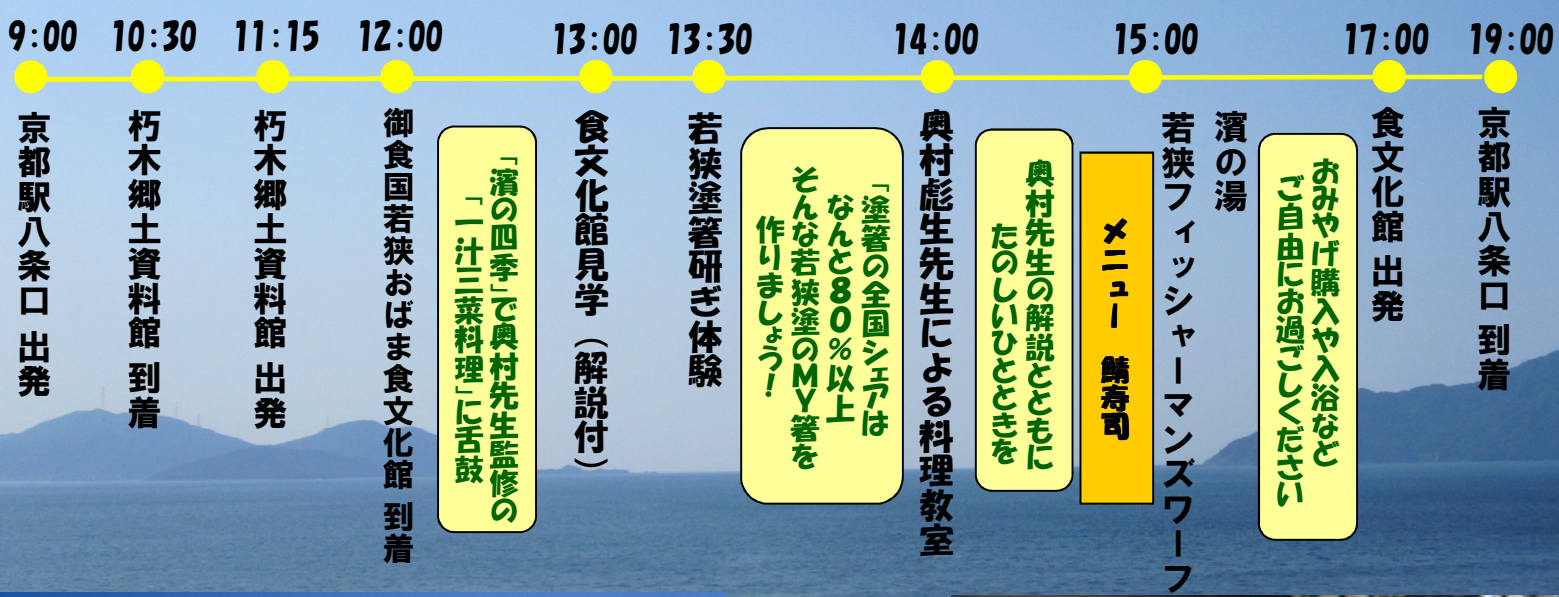 9:00
10:30
11:15
12:00
13:00
13:30
14:00
15:00
17:00
19:00
京都駅八条口 出発
朽木郷土資料館 到着
朽木郷土資料館 出発
御食国若狭おばま食文化館 到着
「濱の四季」で奥村先生監修の
「一汁三菜料理」に舌鼓
食文化館見学（解説付）
若狭塗箸研ぎ体験
「塗箸の全国シェアは
なんと80％以上
そんな若狭塗のMY箸を
作りましょう！
奥村彪生先生による料理教室
奥村先生の解説とともに
たのしいひとときを
メニュー 鯖寿司
濱の湯
若狭フィッシャーマンズワーフ
おみやげ購入や入浴など
ご自由にお過ごしください
食文化館 出発
京都駅八条口 到着